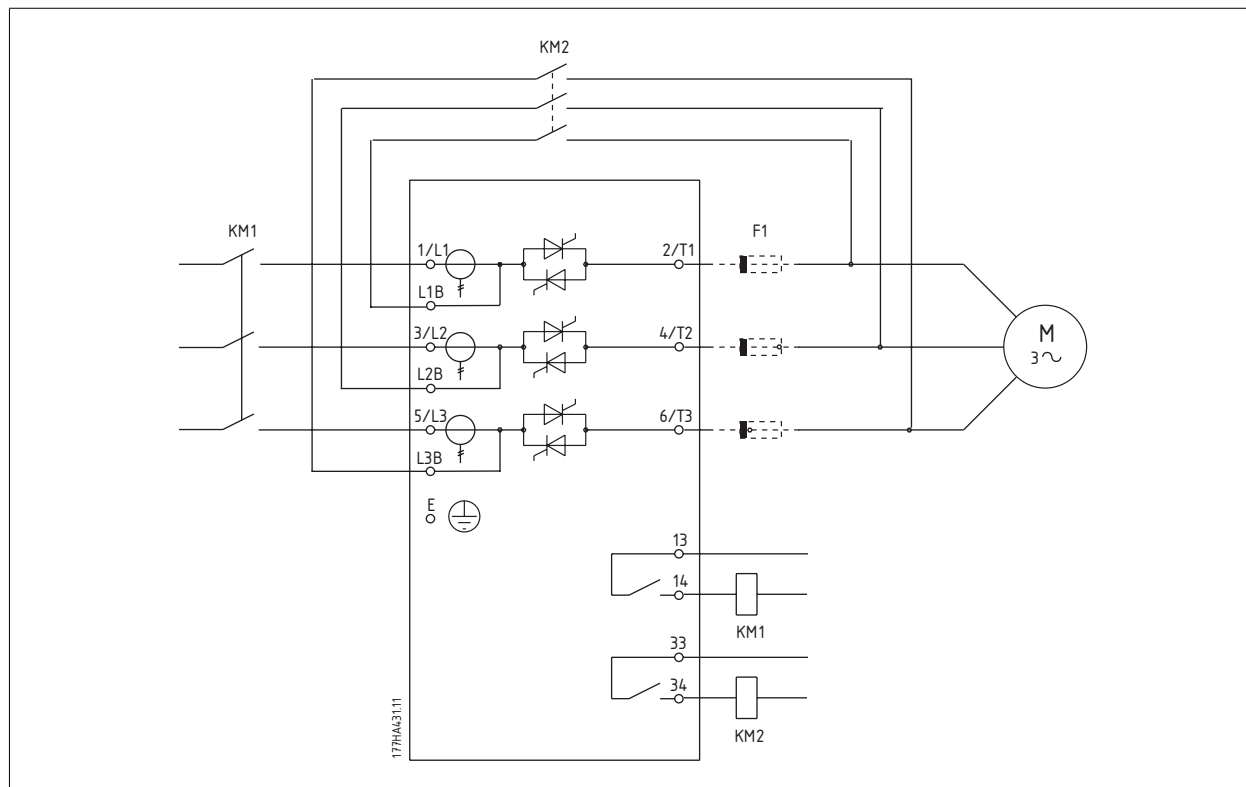 KM2
KM1
F1
1/L1
2/T1
L1B
3/L2
4/T2
M
3
L2B
5/L3
6/T3
L3B
E
13
14
KM1
33
34
KM2
177HA431.11